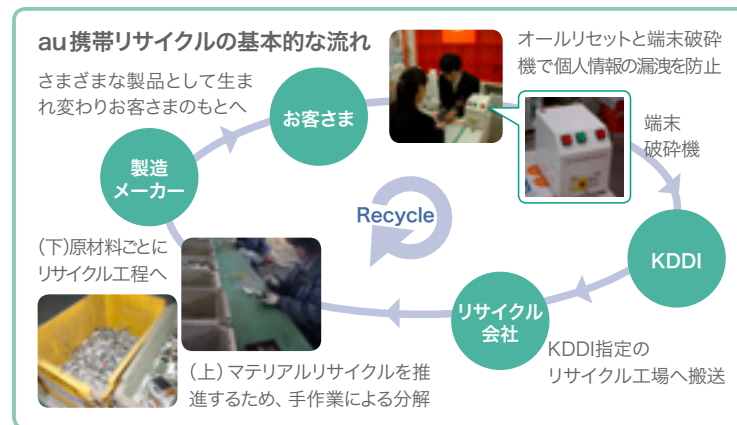 au携帯リサイクルの基本的な流れ
さまざまな製品として生ま
れ変わりお客さまのもとへ
お客さま
オールリセットと端末破砕
機で個人情報の漏洩を防止
端末
破砕機
製造
メーカー
Recycle
KDDI
(下)原材料ごとに
リサイクル工程へ
リサイクル
会社
KDDI指定の
リサイクル工場へ搬送
(上)マテリアルリサイクルを推
進するため、手作業による分解